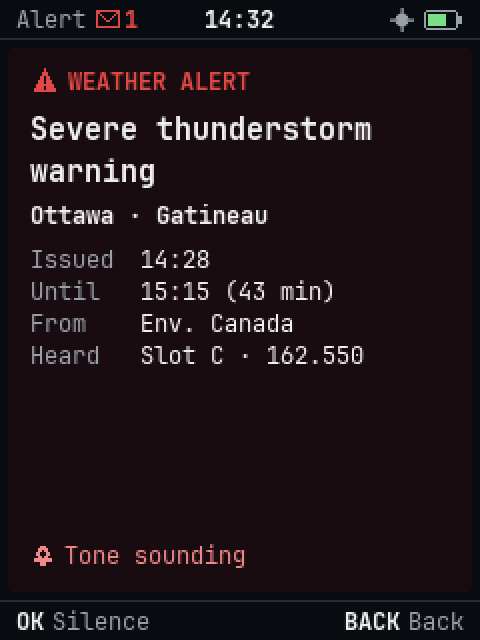 Alert 1 14:32
WEATHER ALERT
Severe thunderstorm
warning
Ottawa · Gatineau
Issued 14:28
Until 15:15 (43 min)
From Env. Canada
Heard Slot C · 162.550
Tone sounding
OK Silence BACK Back